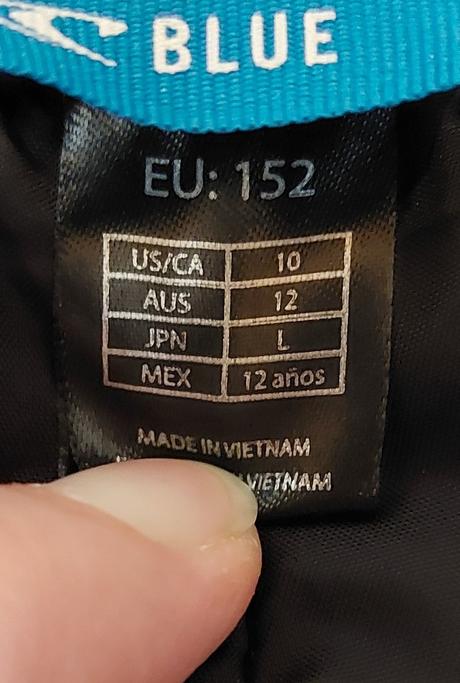 BLUE
EU: 152
US/CA 10
AUS 12
JPN L
MEX 12 años
MADE IN VIETNAM
VIETNAM